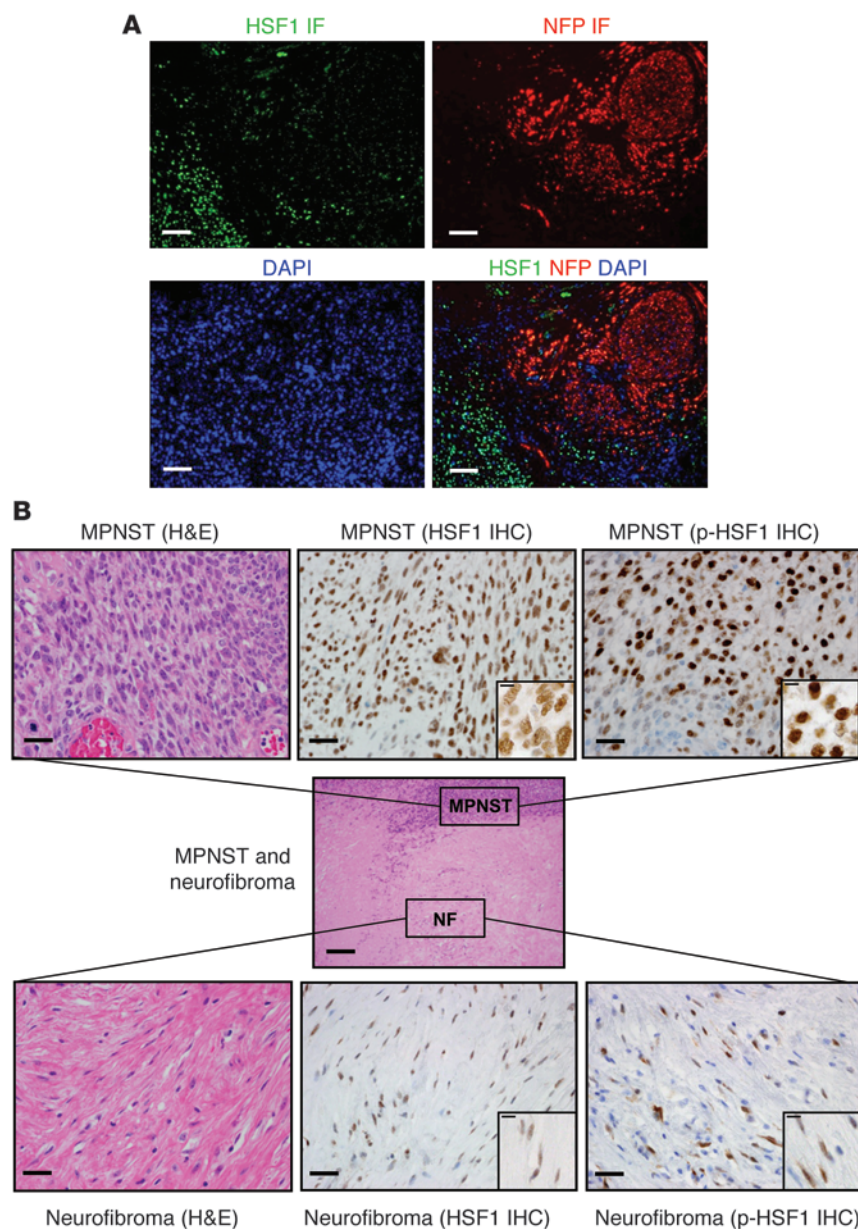 A
HSF1 IF
NFP IF
DAPI
HSF1 NFP DAPI
B
MPNST (H&E)
MPNST (HSF1 IHC)
MPNST (p-HSF1 IHC)
MPNST and
neurofibroma
MPNST
NF
Neurofibroma (H&E)
Neurofibroma (HSF1 IHC)
Neurofibroma (p-HSF1 IHC)